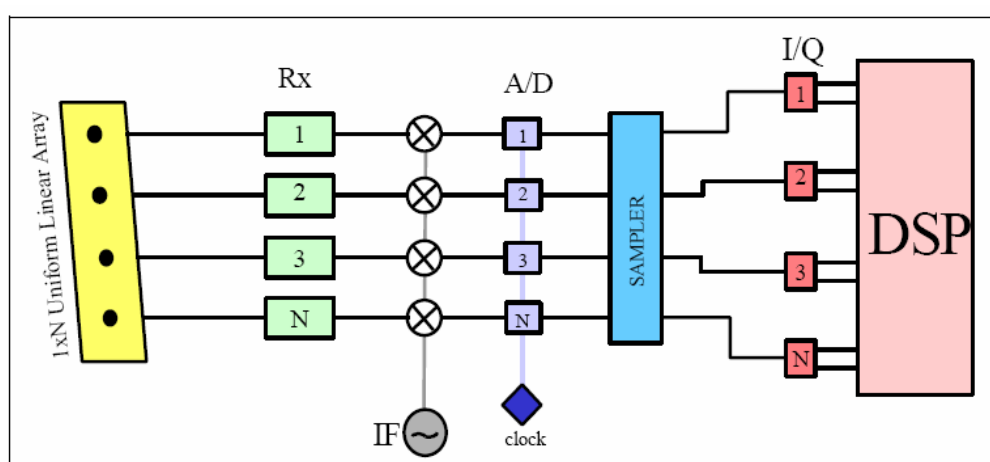 I/Q
Rx
A/D
1xN Uniform Linear Array
1
1
1
2
2
2
3
3
3
N
N
N
SAMPLER
DSP
IF
~
clock